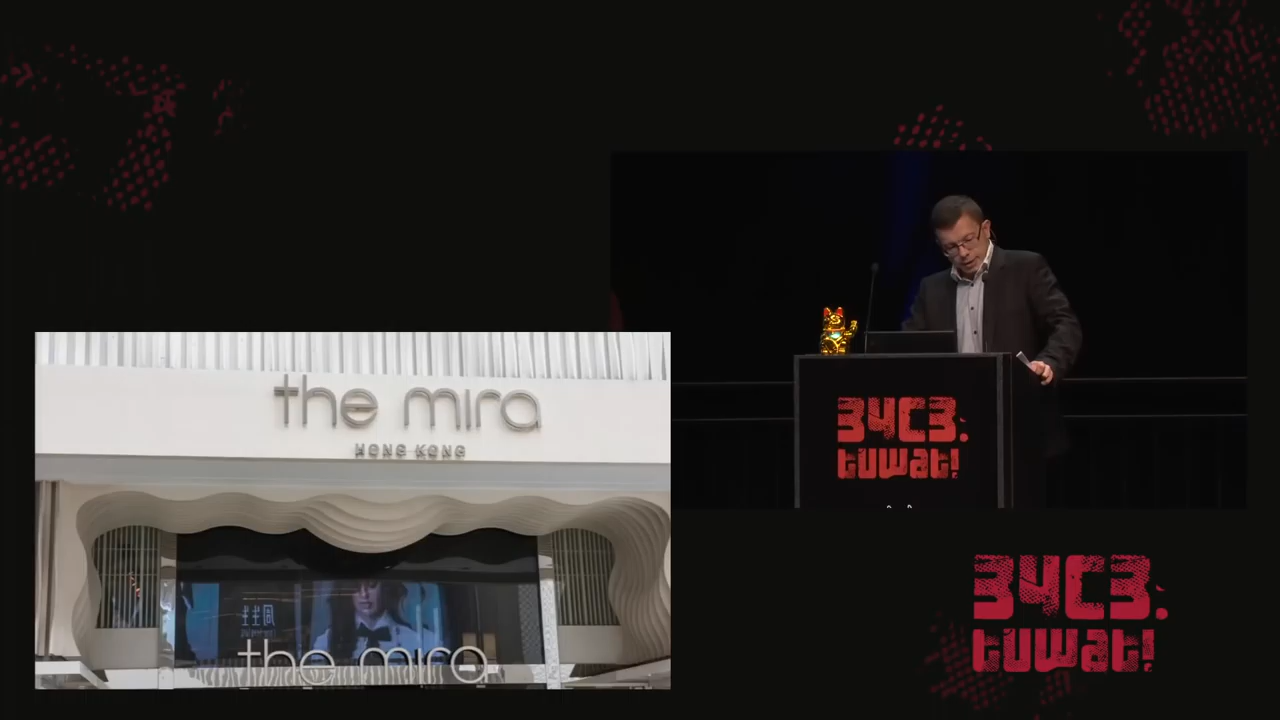 the mira
HONG KONG
the mira
34C3.
tuwat!
34C3.
tuwat!